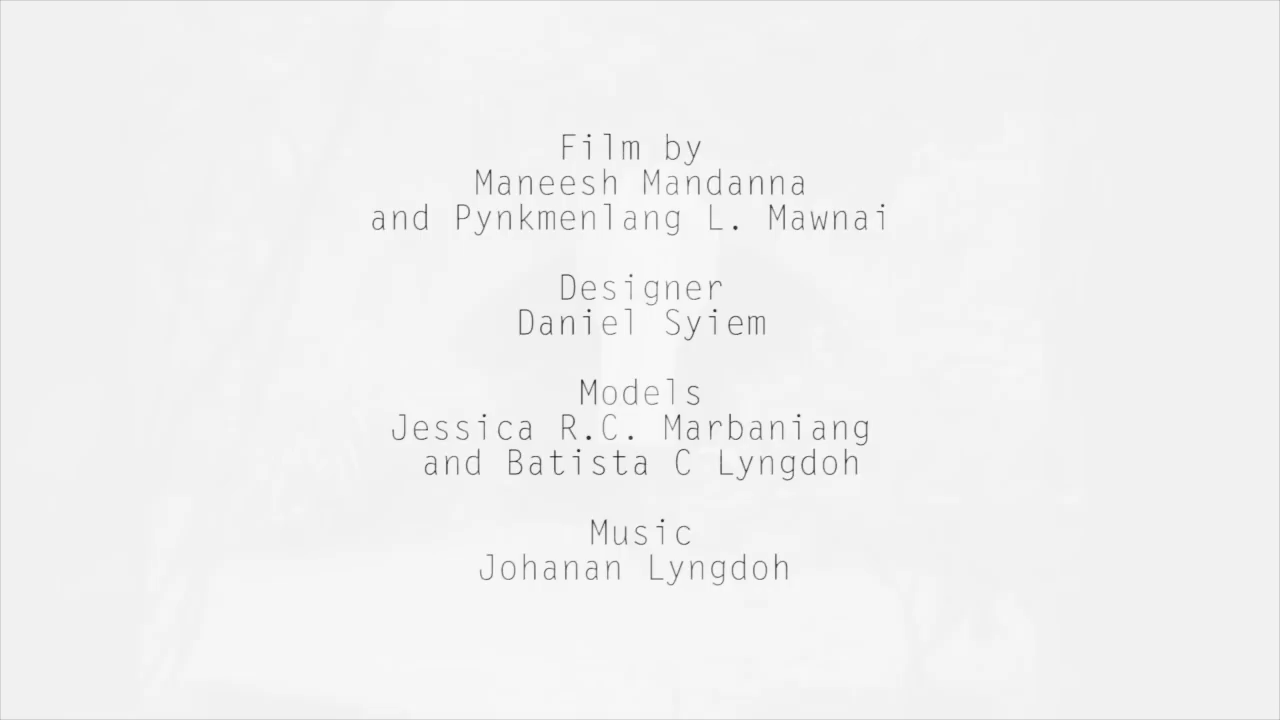 Film by
Maneesh Mandanna
and Pynkmenlang L. Mawnai
Designer
Daniel Syiem
Models
Jessica R.C. Marbaniang
and Batista C Lyngdoh
Music
Johanan Lyngdoh